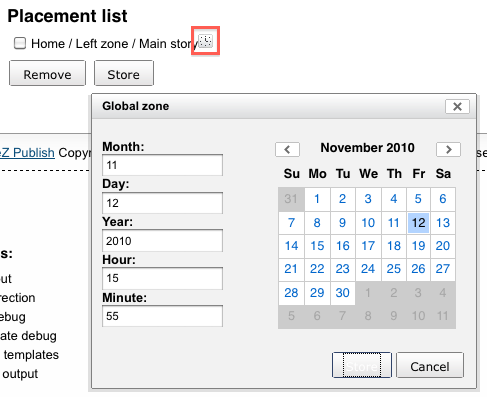 Placement list
Home / Left zone / Main story
Remove Store
Global zone
eZ Publish Copyr
Month:
11
Day:
12
Year:
2010
Hour:
15
Minute:
55
November 2010
Su Mo Tu We Th Fr Sa
31 1 2 3 4 5 6
7 8 9 10 11 12 13
14 15 16 17 18 19 20
21 22 23 24 25 26 27
28 29 30 1 2 3 4
5 6 7 8 9 10 11
Cancel
s:
out
rection
ebug
ate debug
templates
output